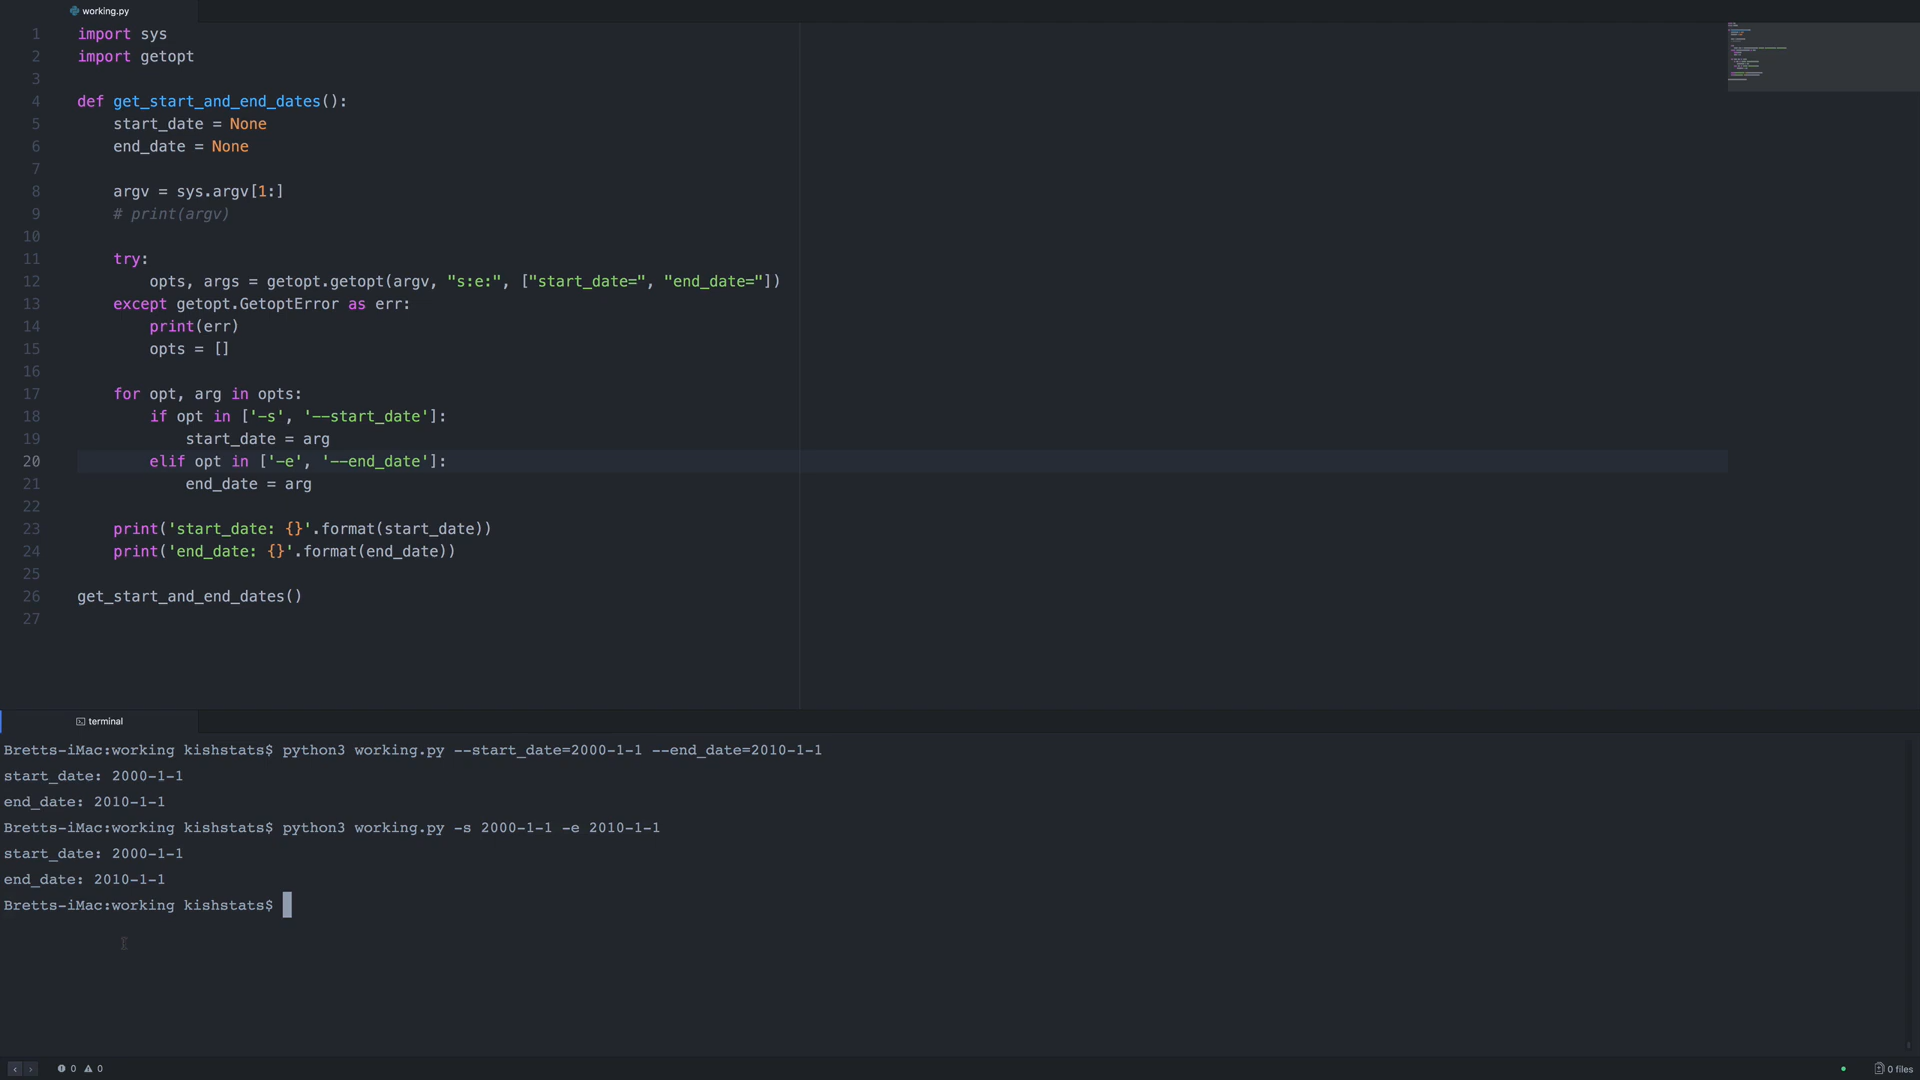 working.py
1 import sys
2 import getopt
3
4 def get_start_and_end_dates():
5     start_date = None
6     end_date = None
7
8     argv = sys.argv[1:]
9     # print(argv)
10
11     try:
12         opts, args = getopt.getopt(argv, "s:e:", ["start_date=", "end_date="])
13     except getopt.GetoptError as err:
14         print(err)
15         opts = []
16
17     for opt, arg in opts:
18         if opt in ['-s', '--start_date']:
19             start_date = arg
20         elif opt in ['-e', '--end_date']:
21             end_date = arg
22
23     print('start_date: {}'.format(start_date))
24     print('end_date: {}'.format(end_date))
25
26 get_start_and_end_dates()
27
terminal
Bretts-iMac:working kishstats$ python3 working.py --start_date=2000-1-1 --end_date=2010-1-1
start_date: 2000-1-1
end_date: 2010-1-1
Bretts-iMac:working kishstats$ python3 working.py -s 2000-1-1 -e 2010-1-1
start_date: 2000-1-1
end_date: 2010-1-1
Bretts-iMac:working kishstats$
0 0 0 files